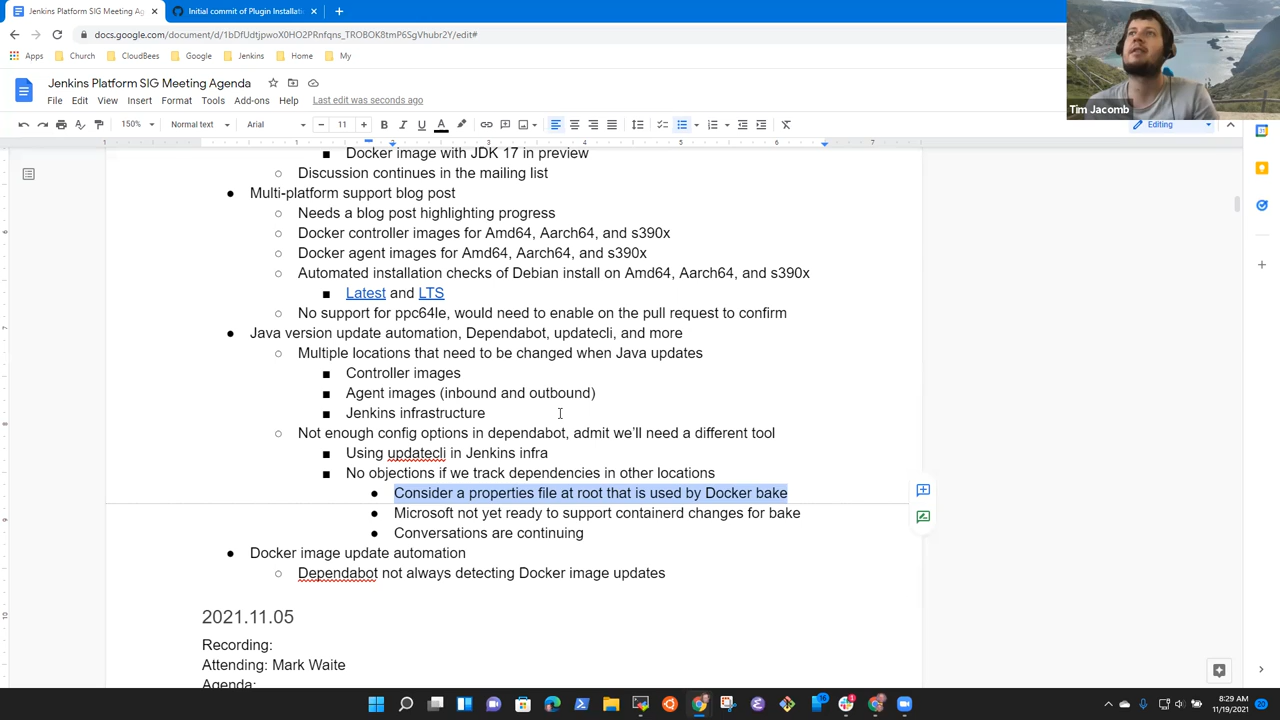 Jenkins Platform SIG Meeting Ag
Initial commit of Plugin Installatio
docs.google.com/document/d/1bDfUdtjpwoX0HO2PRnfqns_TROBOK8tmP6SgVhubr2Y/edit#
Apps Church CloudBees Google Jenkins Home My
Jenkins Platform SIG Meeting Agenda
File Edit View Insert Format Tools Add-ons Help Last edit was seconds ago
Tim Jacomb
150% Normal text Arial 11 Editing
Docker image with JDK 17 in preview
Discussion continues in the mailing list
Multi-platform support blog post
Needs a blog post highlighting progress
Docker controller images for Amd64, Aarch64, and s390x
Docker agent images for Amd64, Aarch64, and s390x
Automated installation checks of Debian install on Amd64, Aarch64, and s390x
Latest and LTS
No support for ppc64le, would need to enable on the pull request to confirm
Java version update automation, Dependabot, updatecli, and more
Multiple locations that need to be changed when Java updates
Controller images
Agent images (inbound and outbound)
Jenkins infrastructure
Not enough config options in dependabot, admit we'll need a different tool
Using updatecli in Jenkins infra
No objections if we track dependencies in other locations
Consider a properties file at root that is used by Docker bake
Microsoft not yet ready to support containerd changes for bake
Conversations are continuing
Docker image update automation
Dependabot not always detecting Docker image updates
2021.11.05
Recording:
Attending: Mark Waite
Agenda:
8:29 AM
11/19/2021